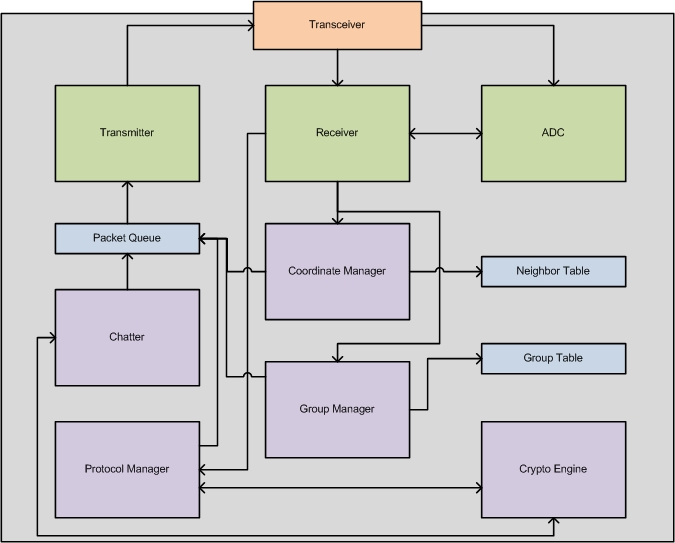 Transceiver
Transmitter
Receiver
ADC
Packet Queue
Coordinate Manager
Neighbor Table
Chatter
Group Table
Group Manager
Protocol Manager
Crypto Engine